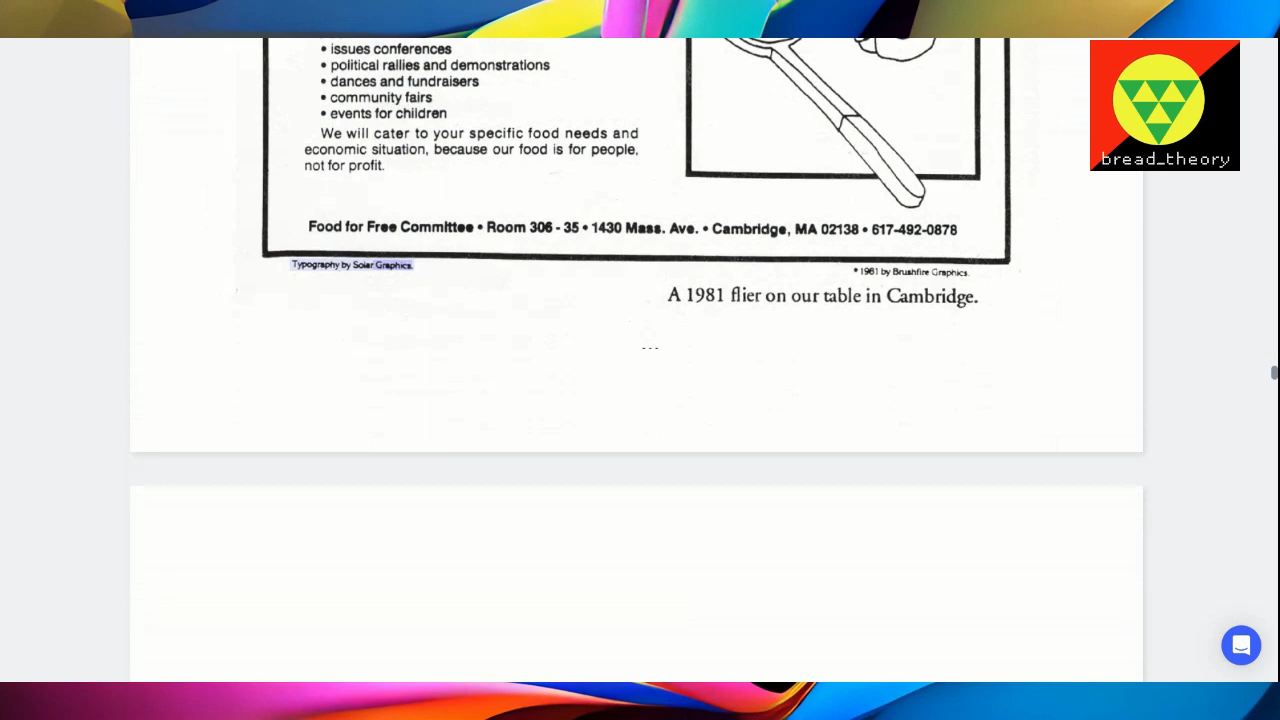 • issues conferences
• political rallies and demonstrations
• dances and fundraisers
• community fairs
• events for children
We will cater to your specific food needs and
economic situation, because our food is for people,
not for profit.
Food for Free Committee • Room 306 - 35 • 1430 Mass. Ave. • Cambridge, MA 02138 • 617-492-0878
Typography by Solar Graphics.
* 1981 by Brushfire Graphics.
A 1981 flier on our table in Cambridge.
---
bread_theory